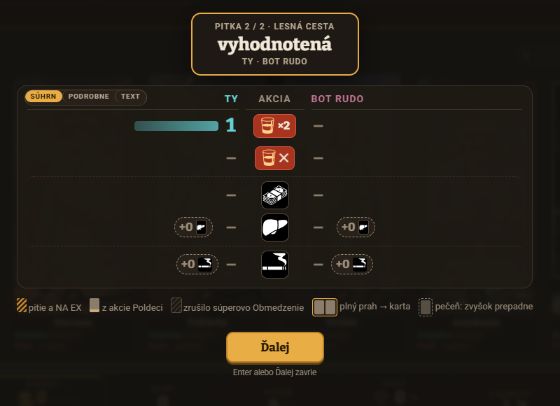 PITKA 2 / 2 · LESNÁ CESTA
vyhodnotená
TY · BOT RUDO
SÚHRN PODROBNE TEXT TY AKCIA BOT RUDO
1 ×2 –
– –
– –
+0 – – +0
+0 – – +0
pitie a NA EX z akcie Poldeci zrušilo súperovo Obmedzenie plný prah → karta pečeň: zvyšok prepadne
Ďalej
Enter alebo Ďalej zavrie